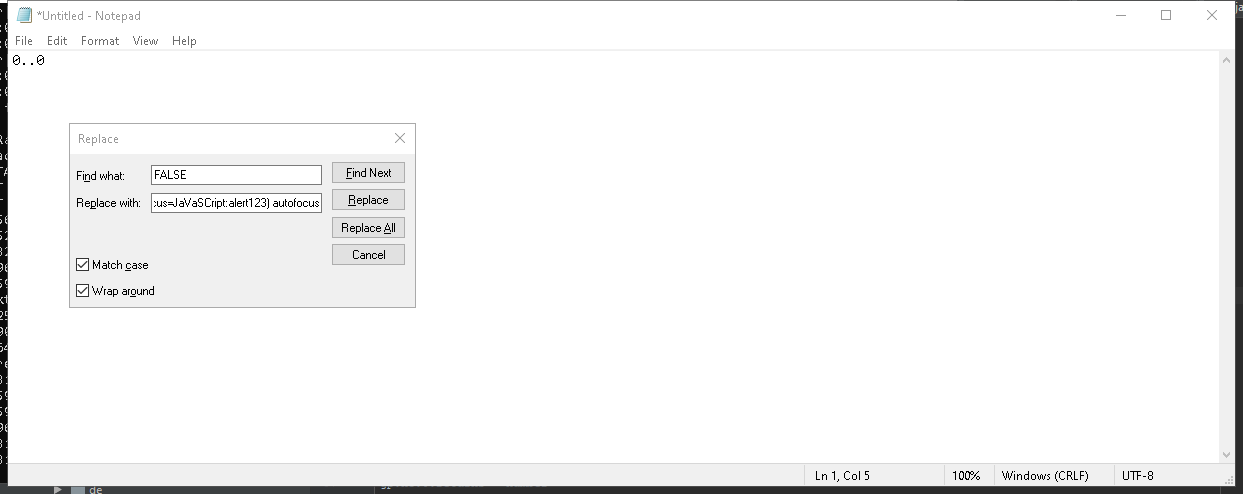 *Untitled - Notepad
File Edit Format View Help
0..0
Replace
Find what: FALSE
Find Next
Replace with: :us=JaVaSCript:alert123) autofocus
Replace
Replace All
Cancel
Match case
Wrap around
Ln 1, Col 5 100% Windows (CRLF) UTF-8
de